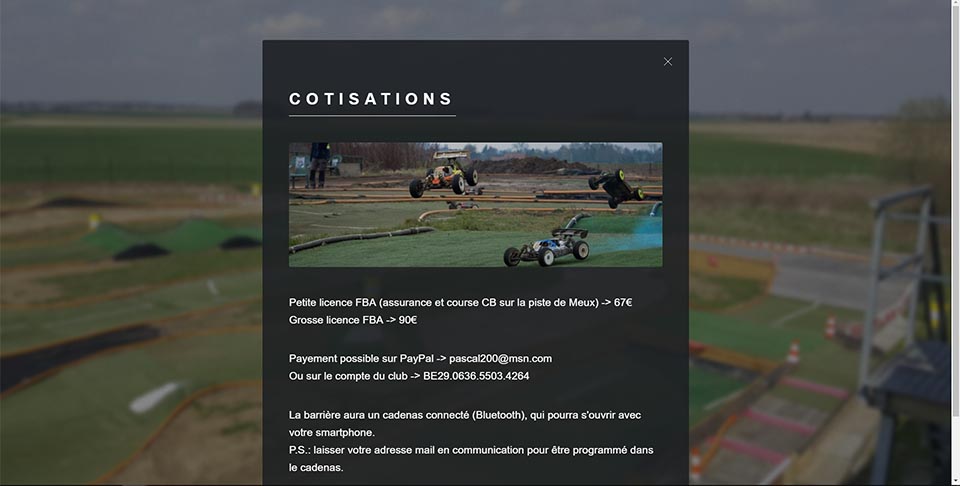 COTISATIONS
Petite licence FBA (assurance et course CB sur la piste de Meux) -> 67€
Grosse licence FBA -> 90€
Payement possible sur PayPal -> pascal200@msn.com
Ou sur le compte du club -> BE29.0636.5503.4264
La barrière aura un cadenas connecté (Bluetooth), qui pourra s'ouvrir avec
votre smartphone.
P.S.: laisser votre adresse mail en communication pour être programmé dans
le cadenas.